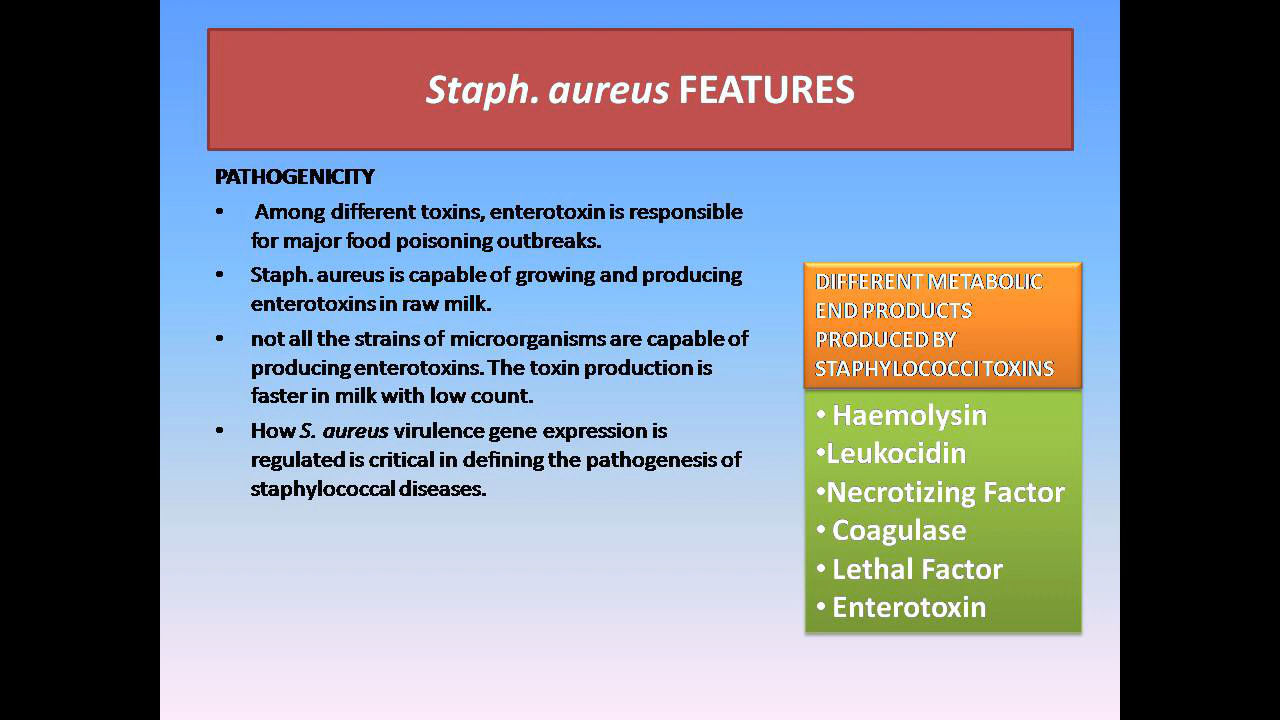 Staph. aureus FEATURES
PATHOGENICITY
• Among different toxins, enterotoxin is responsible
for major food poisoning outbreaks.
• Staph. aureus is capable of growing and producing
enterotoxins in raw milk.
• not all the strains of microorganisms are capable of
producing enterotoxins. The toxin production is
faster in milk with low count.
• How S. aureus virulence gene expression is
regulated is critical in defining the pathogenesis of
staphylococcal diseases.
DIFFERENT METABOLIC
END PRODUCTS
PRODUCED BY
STAPHYLOCOCCI TOXINS
• Haemolysin
•Leukocidin
•Necrotizing Factor
• Coagulase
• Lethal Factor
• Enterotoxin